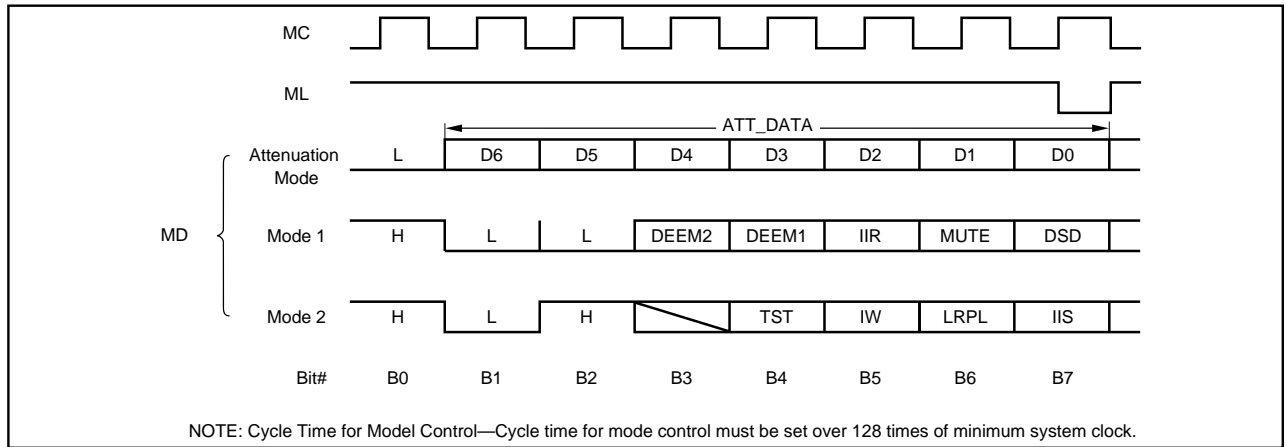 MC
ML
ATT_DATA
Attenuation Mode L D6 D5 D4 D3 D2 D1 D0
MD Mode 1 H L L DEEM2 DEEM1 IIR MUTE DSD
Mode 2 H L H TST IW LRPL IIS
Bit# B0 B1 B2 B3 B4 B5 B6 B7
NOTE: Cycle Time for Model Control—Cycle time for mode control must be set over 128 times of minimum system clock.